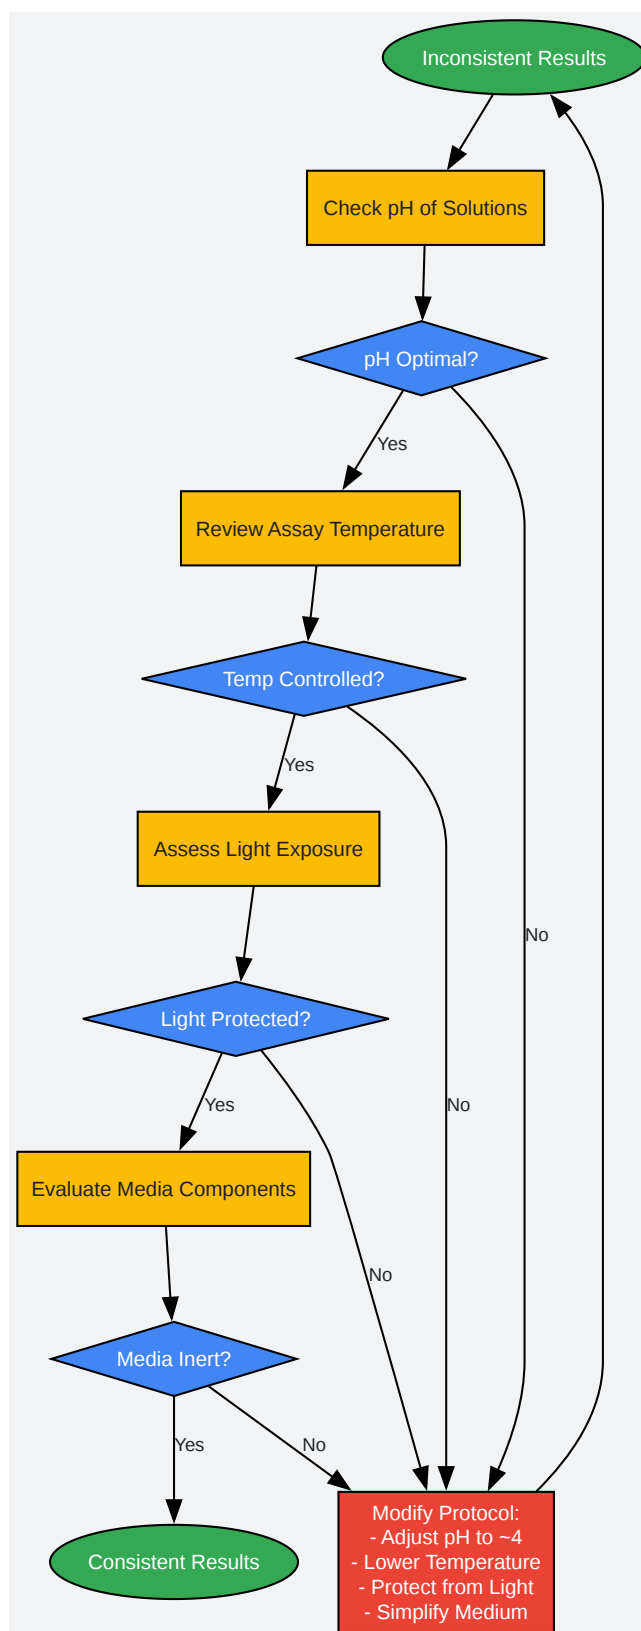 Inconsistent Results
Check pH of Solutions
pH Optimal?
Yes
Review Assay Temperature
Temp Controlled?
Yes
Assess Light Exposure
No
Light Protected?
Yes
No
Evaluate Media Components
No
Media Inert?
Yes
No
Modify Protocol:
- Adjust pH to ~4
- Lower Temperature
- Protect from Light
- Simplify Medium
Consistent Results